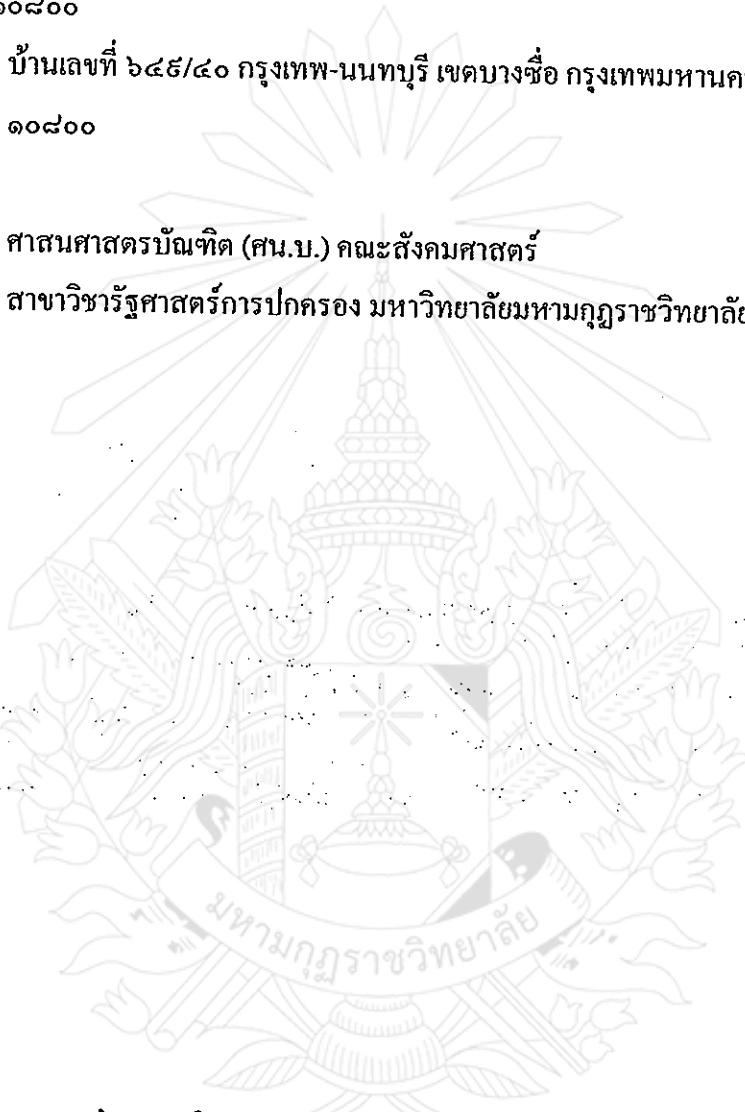 ๑๐๘๐๐
บ้านเลขที่ ๖๔๙/๔๐ กรุงเทพ-นนทบุรี เขตบางซื่อ กรุงเทพมหานคร
๑๐๘๐๐
ศาสนศาสตรบัณฑิต (ศน.บ.) คณะสังคมศาสตร์
สาขาวิชารัฐศาสตร์การปกครอง มหาวิทยาลัยมหามกุฏราชวิทยาลัย
มหามกุฏราชวิทยาลัย